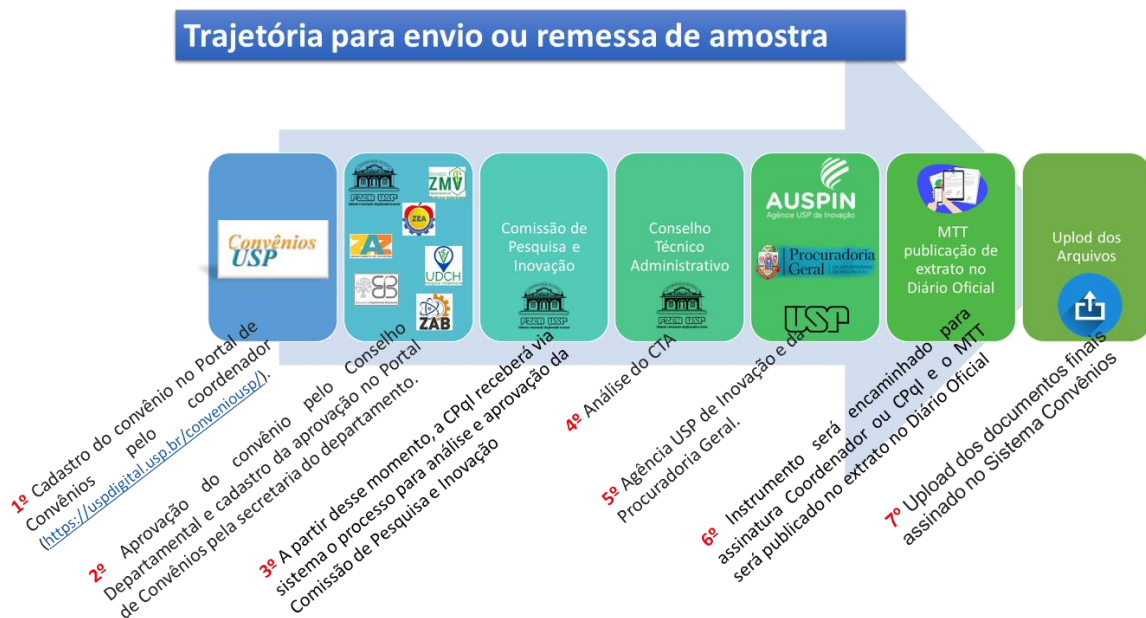 Trajetória para envio ou remessa de amostra
Convênios
USP
FZEA USP
ZMV
ZEA
ZAZ
UDCH
ZAB
Comissão de
Pesquisa e
Inovação
FZEA USP
Conselho
Técnico
Administrativo
FZEA USP
AUSPIN
Agência USP de Inovação
Procuradoria
Geral
USP
MTT
publicação de
extrato no
Diário Oficial
Uplod dos
Arquivos
1º Cadastro do convênio no Portal de
Convênios pelo coordenador
(https://uspdigital.usp.br/conveniousp/).
2º Aprovação do convênio pelo Conselho
Departamental e cadastro da aprovação no Portal
de Convênios pela secretaria do departamento.
3º A partir desse momento, a CPqI receberá via
sistema o processo para análise e aprovação da
Comissão de Pesquisa e Inovação
4º Análise do CTA
5º Agência USP de Inovação e da
Procuradoria Geral.
6º Instrumento será encaminhado para
assinatura Coordenador ou CPqI e o MTT
será publicado no extrato no Diário Oficial
7º Upload dos documentos finais
assinado no Sistema Convênios